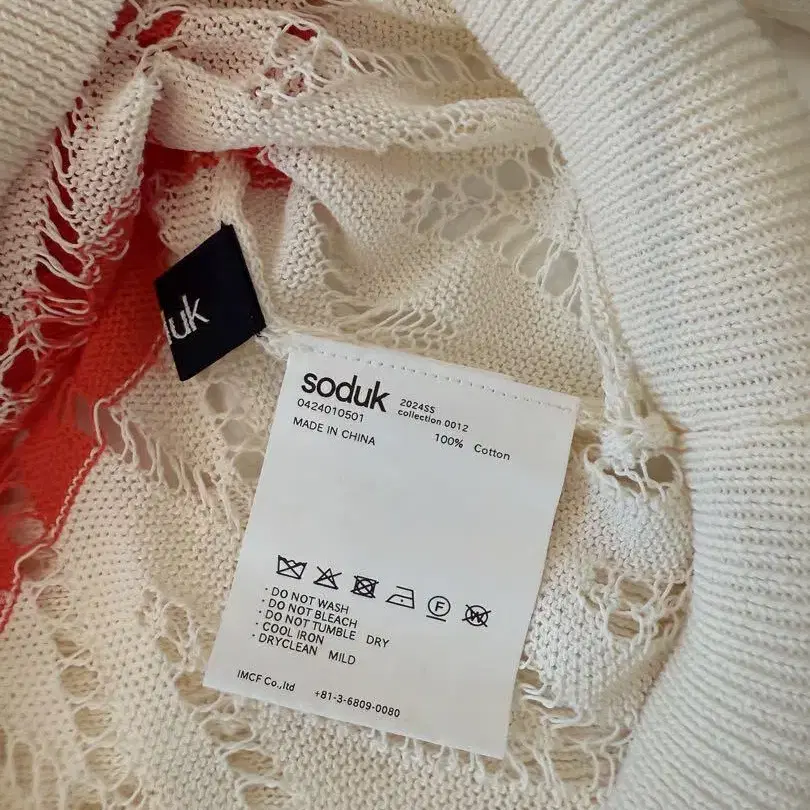 uk
soduk
2024SS
collection 0012
0424010501
MADE IN CHINA
100% Cotton
F
W
· DO NOT WASH
· DO NOT BLEACH
· DO NOT TUMBLE DRY
· COOL IRON
· DRYCLEAN MILD
IMCF Co.,ltd +81-3-6809-0080